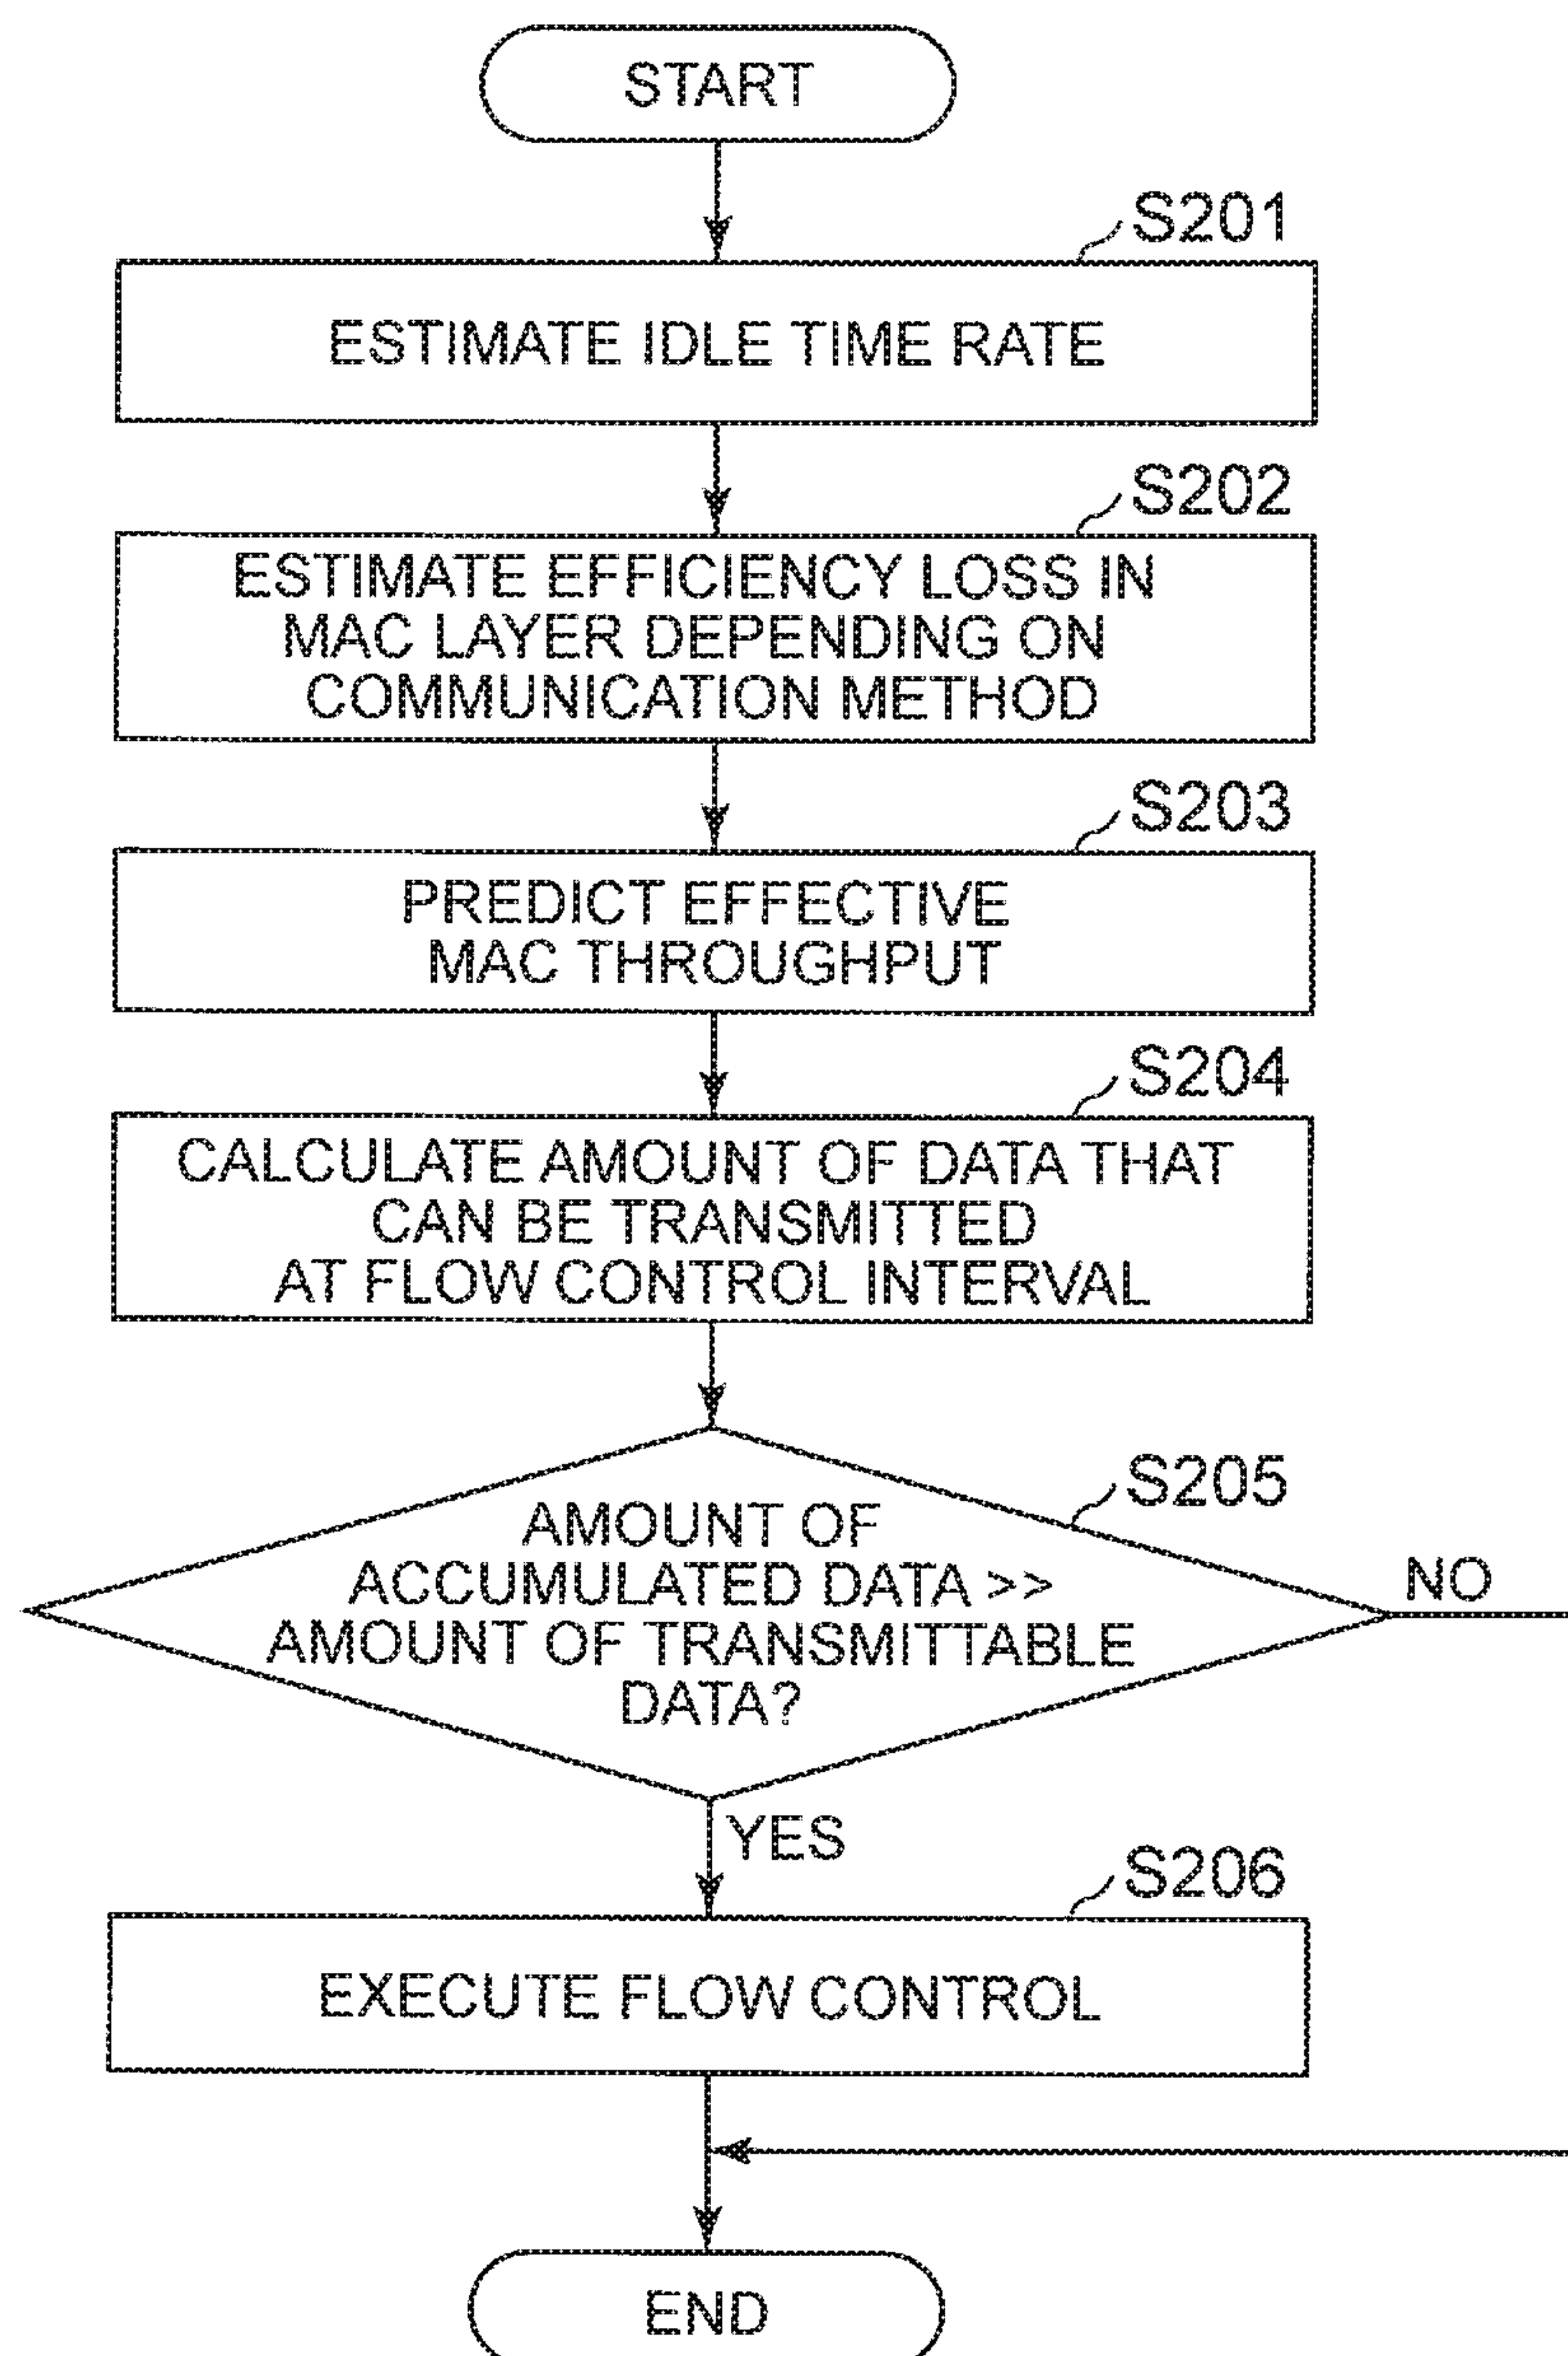 START
S201
ESTIMATE IDLE TIME RATE
S202
ESTIMATE EFFICIENCY LOSS IN
MAC LAYER DEPENDING ON
COMMUNICATION METHOD
S203
PREDICT EFFECTIVE
MAC THROUGHPUT
S204
CALCULATE AMOUNT OF DATA THAT
CAN BE TRANSMITTED
AT FLOW CONTROL INTERVAL
S205
AMOUNT OF
ACCUMULATED DATA >>
AMOUNT OF TRANSMITTABLE
DATA?
NO
YES
S206
EXECUTE FLOW CONTROL
END